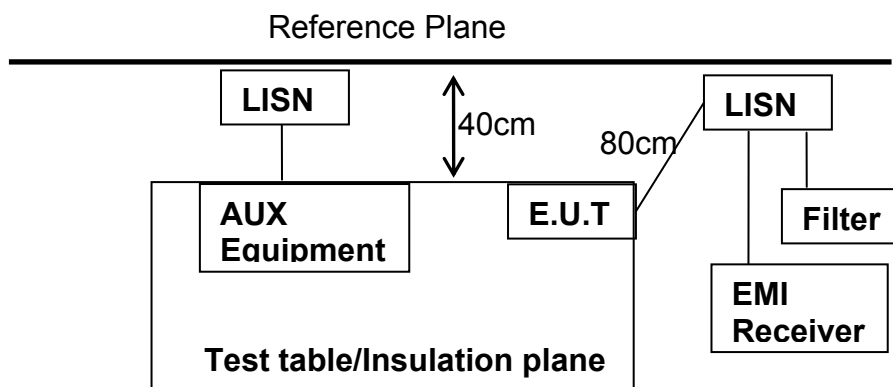 Reference Plane
LISN
40cm
80cm
LISN
AUX
Equipment
E.U.T
Filter
EMI
Receiver
Test table/Insulation plane